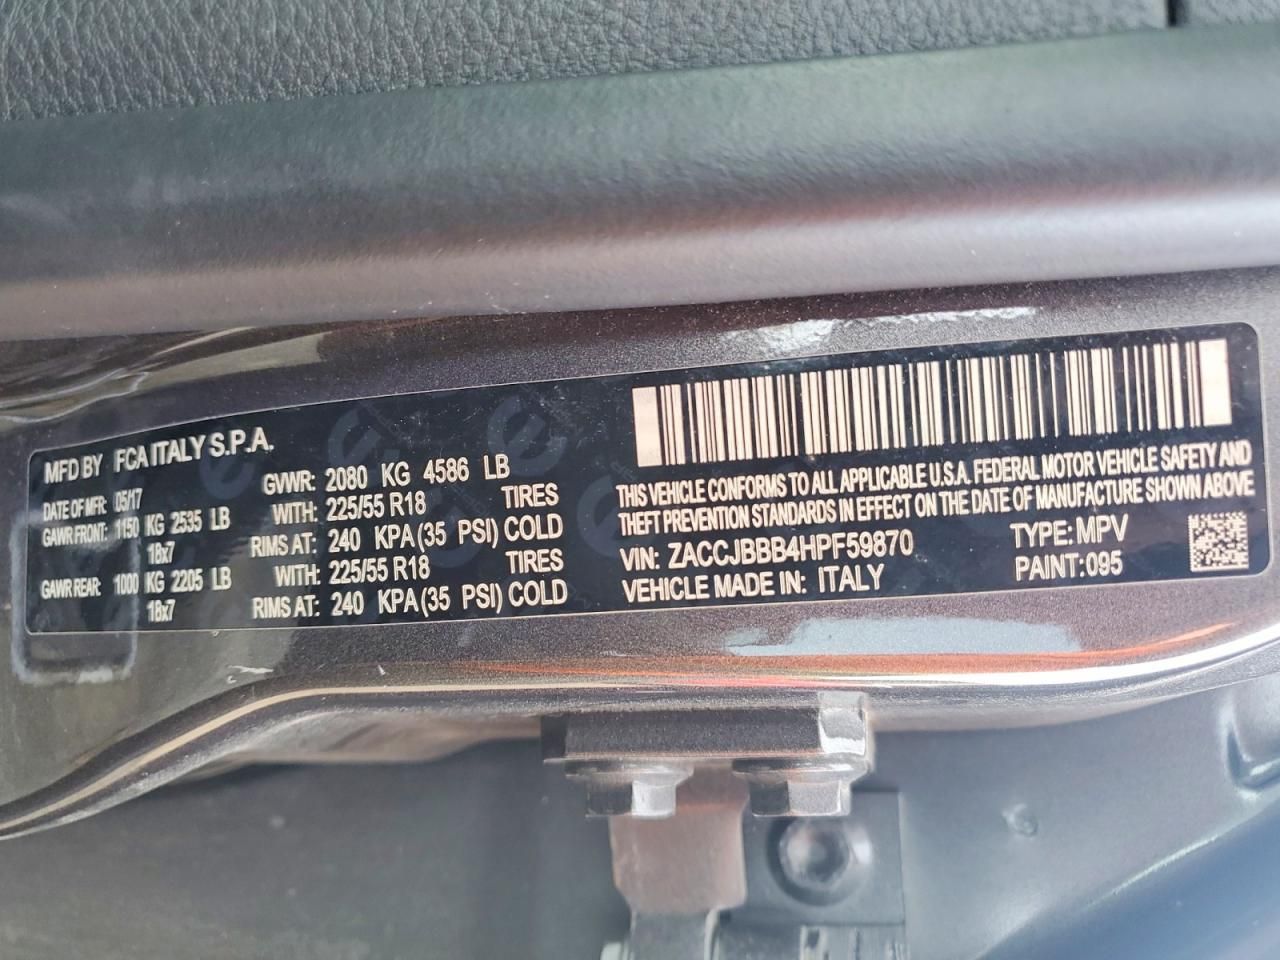 MFD BY FCA ITALY S.P.A.
DATE OF MFR 05/17 GVWR: 2080 KG 4586 LB
GAWR FRONT: 1150 KG 2535 LB WITH: 225/55 R18 TIRES
18x7 RIMS AT: 240 KPA(35 PSI) COLD
GAWR REAR: 1000 KG 2205 LB WITH: 225/55 R18 TIRES
18x7 RIMS AT: 240 KPA(35 PSI) COLD
THIS VEHICLE CONFORMS TO ALL APPLICABLE U.S.A. FEDERAL MOTOR VEHICLE SAFETY AND
THEFT PREVENTION STANDARDS IN EFFECT ON THE DATE OF MANUFACTURE SHOWN ABOVE
VIN: ZACCJBBB4HPF59870 TYPE: MPV
VEHICLE MADE IN: ITALY PAINT:095